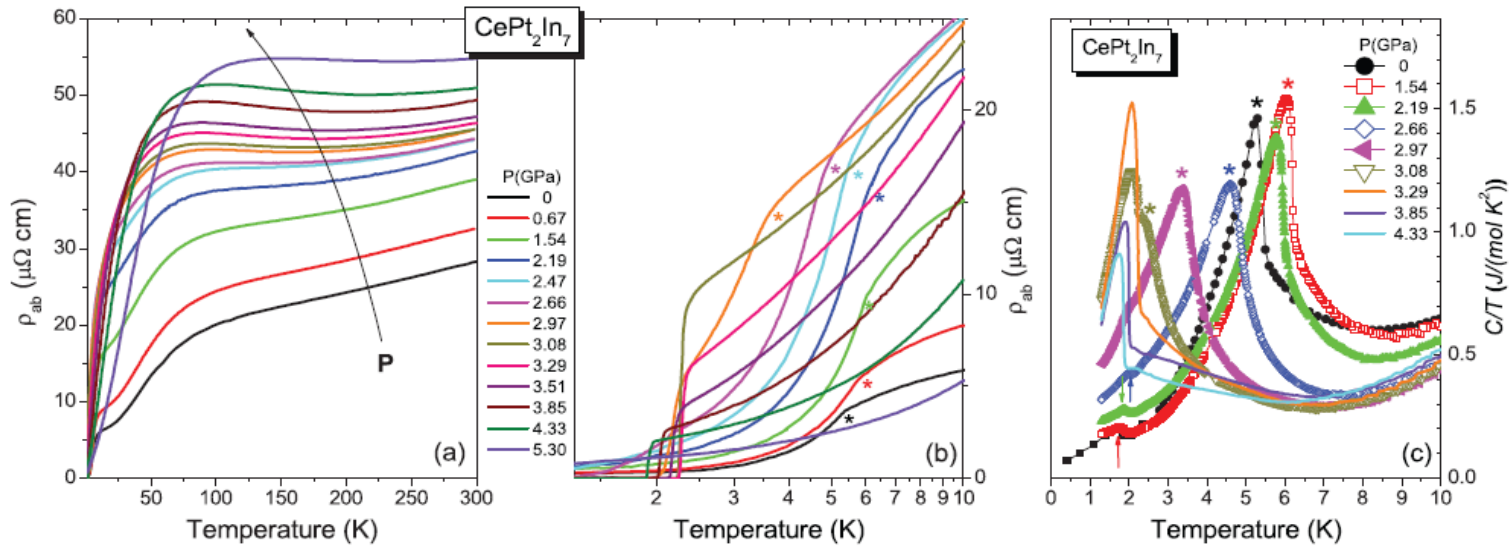 CePt2In7
60
50
40
30
20
10
0
ρab (μΩ cm)
50 100 150 200 250 300
Temperature (K)
P
(a)
P(GPa)
0
0.67
1.54
2.19
2.47
2.66
2.97
3.08
3.29
3.51
3.85
4.33
5.30
* * * * * * *
2 3 4 5 6 7 8 9 10
Temperature (K)
(b)
20
10
0
ρab (μΩ cm)
CePt2In7
P(GPa)
0
1.54
2.19
2.66
2.97
3.08
3.29
3.85
4.33
* * * * * *
0 1 2 3 4 5 6 7 8 9 10
Temperature (K)
(c)
1.5
1.0
0.5
0.0
C/T (J/(mol K²))